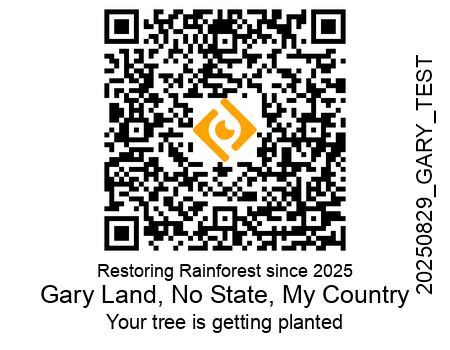 Restoring Rainforest since 2025
Gary Land, No State, My Country
Your tree is getting planted
20250829_GARY_TEST